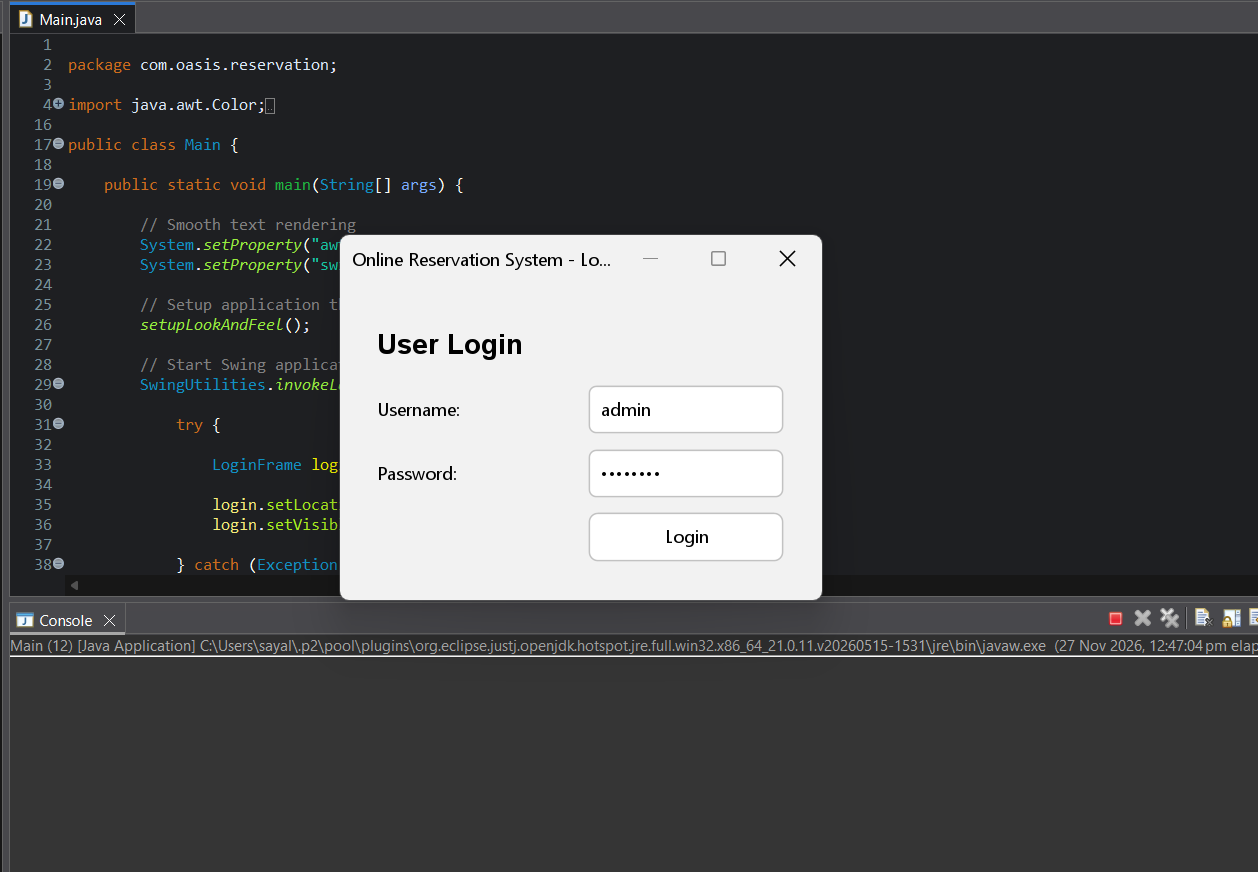 Main.java
1
2 package com.oasis.reservation;
3
4 import java.awt.Color;
16
17 public class Main {
18
19 public static void main(String[] args) {
20
21 // Smooth text rendering
22 System.setProperty("aw
23 System.setProperty("sw
24
25 // Setup application t
26 setupLookAndFeel();
27
28 // Start Swing applica
29 SwingUtilities.invokeL
30
31 try {
32
33 LoginFrame log
34
35 login.setLocat
36 login.setVisib
37
38 } catch (Exception
Online Reservation System - Lo...
User Login
Username: admin
Password: ••••••••
Login
Console
Main (12) [Java Application] C:\Users\sayal\.p2\pool\plugins\org.eclipse.justj.openjdk.hotspot.jre.full.win32.x86_64_21.0.11.v20260515-1531\jre\bin\javaw.exe (27 Nov 2026, 12:47:04 pm elap